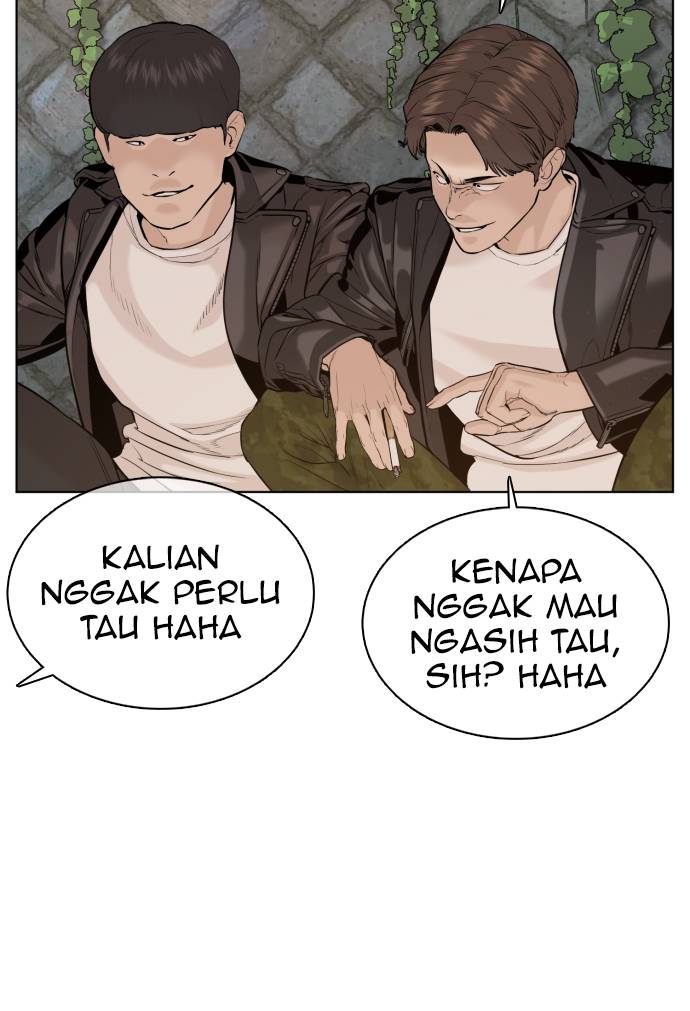 KALIAN
NGGAK PERLU
TAU HAHA
KENAPA
NGGAK MAU
NGASIH TAU,
SIH? HAHA